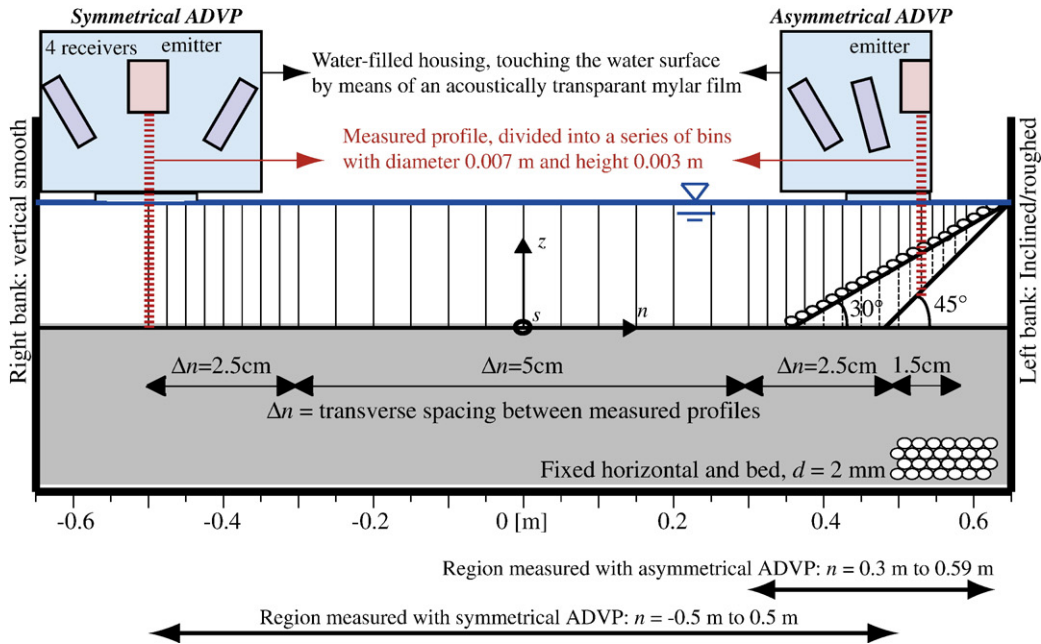 Symmetrical ADVP
Asymmetrical ADVP
4 receivers
emitter
emitter
Water-filled housing, touching the water surface
by means of an acoustically transparant mylar film
Measured profile, divided into a series of bins
with diameter 0.007 m and height 0.003 m
Right bank: vertical smooth
Left bank: Inclined/roughed
z
s
n
30°
45°
Δn=2.5cm
Δn=5cm
Δn=2.5cm
1.5cm
Δn = transverse spacing between measured profiles
Fixed horizontal and bed, d = 2 mm
-0.6
-0.4
-0.2
0 [m]
0.2
0.4
0.6
Region measured with asymmetrical ADVP: n = 0.3 m to 0.59 m
Region measured with symmetrical ADVP: n = -0.5 m to 0.5 m